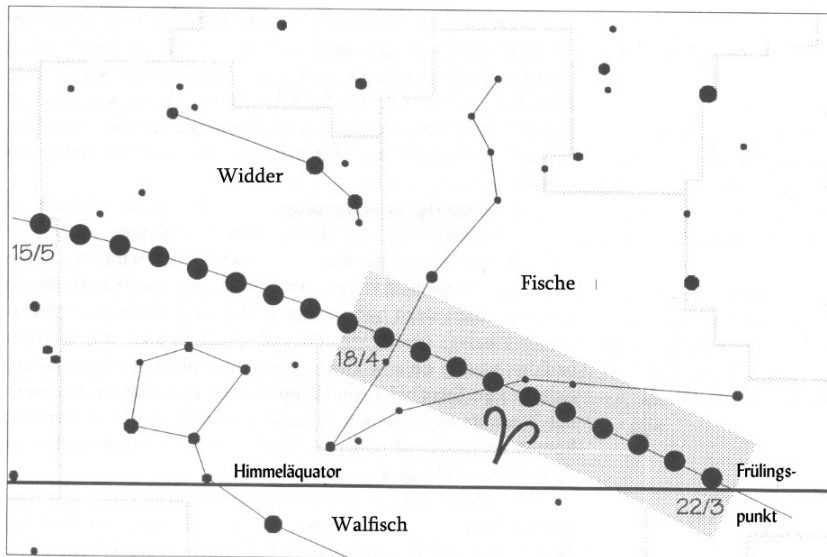 Widder
15/5
Fische
18/4
♈
Himmeläquator
Frülings-
punkt
22/3
Walfisch